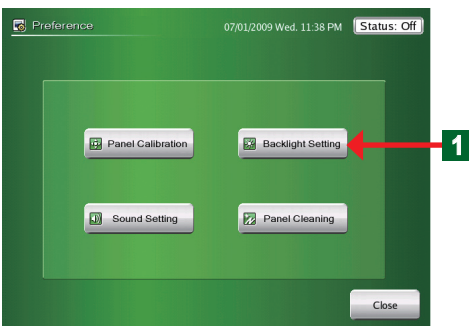 Preference 07/01/2009 Wed. 11:38 PM Status: Off
Panel Calibration Backlight Setting 1
Sound Setting Panel Cleaning
Close